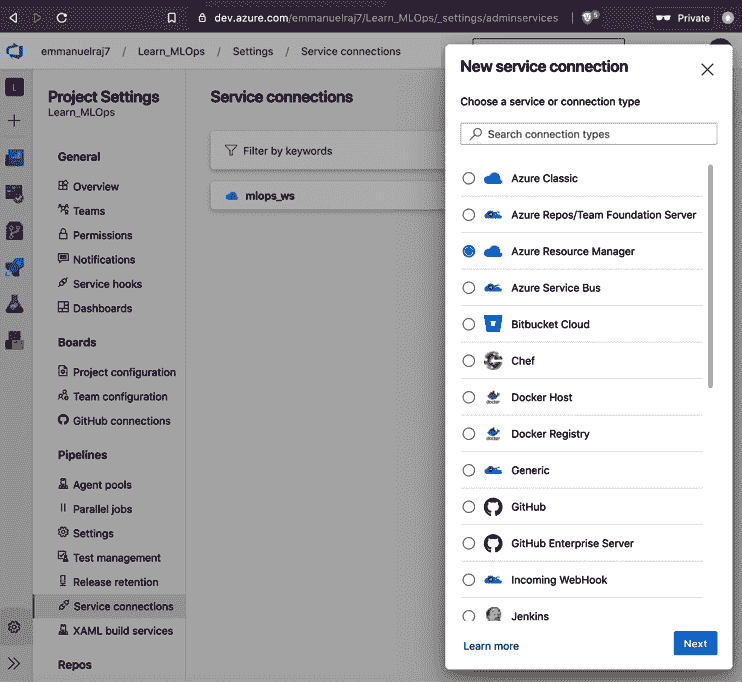 dev.azure.com/emmanuelraj7/Learn_MLOps/_settings/adminservices
5
Private
emmanuelraj7 / Learn_MLOps / Settings / Service connections
L
Project Settings
Learn_MLOps
General
Overview
Teams
Permissions
Notifications
Service hooks
Dashboards
Boards
Project configuration
Team configuration
GitHub connections
Pipelines
Agent pools
Parallel jobs
Settings
Test management
Release retention
Service connections
XAML build services
Repos
Service connections
Filter by keywords
mlops_ws
New service connection
Choose a service or connection type
Search connection types
Azure Classic
Azure Repos/Team Foundation Server
Azure Resource Manager
Azure Service Bus
Bitbucket Cloud
Chef
Docker Host
Docker Registry
Generic
GitHub
GitHub Enterprise Server
Incoming WebHook
Jenkins
Learn more
Next